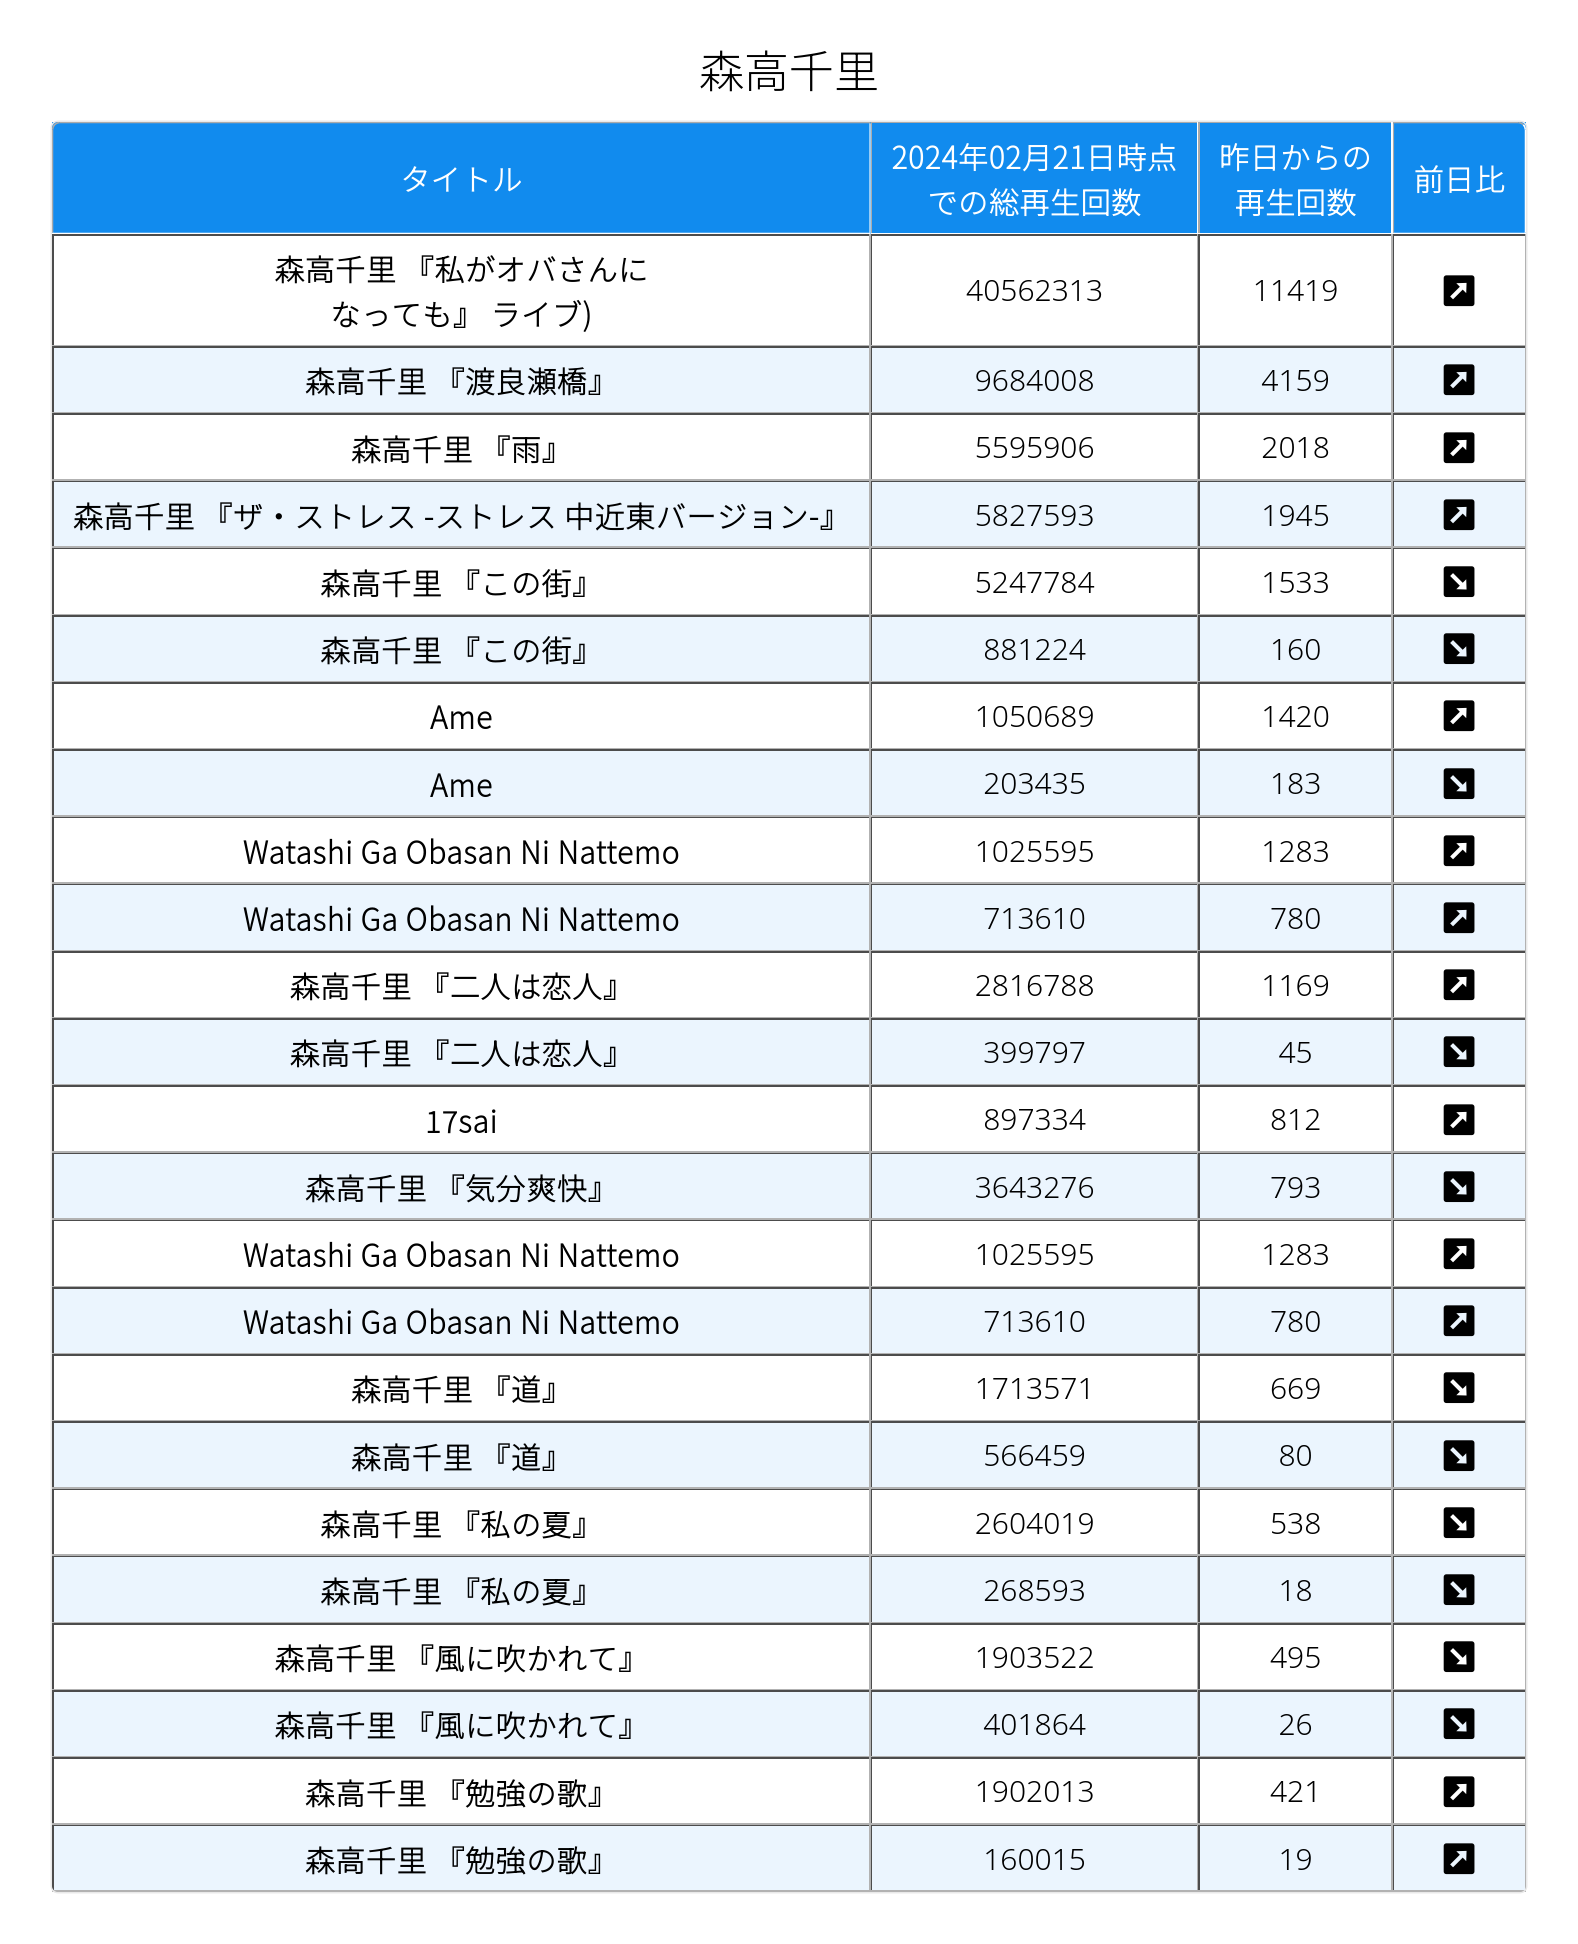 森高千里
タイトル
2024年02月21日時点
での総再生回数
昨日からの
再生回数
前日比
森高千里 『私がオバさんに
なっても』 ライブ)
40562313
11419
森高千里 『渡良瀬橋』
9684008
4159
森高千里 『雨』
5595906
2018
森高千里 『ザ・ストレス -ストレス 中近東バージョン-』
5827593
1945
森高千里 『この街』
5247784
1533
森高千里 『この街』
881224
160
Ame
1050689
1420
Ame
203435
183
Watashi Ga Obasan Ni Nattemo
1025595
1283
Watashi Ga Obasan Ni Nattemo
713610
780
森高千里 『二人は恋人』
2816788
1169
森高千里 『二人は恋人』
399797
45
17sai
897334
812
森高千里 『気分爽快』
3643276
793
Watashi Ga Obasan Ni Nattemo
1025595
1283
Watashi Ga Obasan Ni Nattemo
713610
780
森高千里 『道』
1713571
669
森高千里 『道』
566459
80
森高千里 『私の夏』
2604019
538
森高千里 『私の夏』
268593
18
森高千里 『風に吹かれて』
1903522
495
森高千里 『風に吹かれて』
401864
26
森高千里 『勉強の歌』
1902013
421
森高千里 『勉強の歌』
160015
19